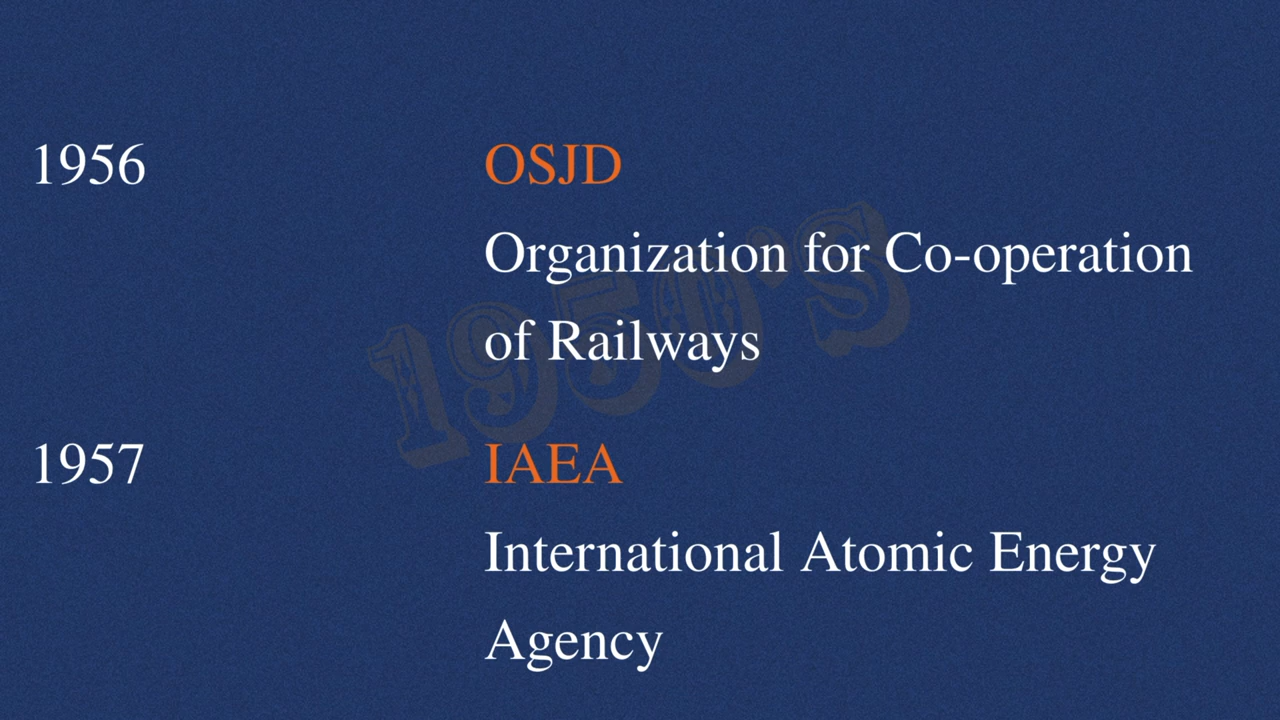 1956
OSJD
Organization for Co-operation
of Railways
1950's
1957
IAEA
International Atomic Energy
Agency